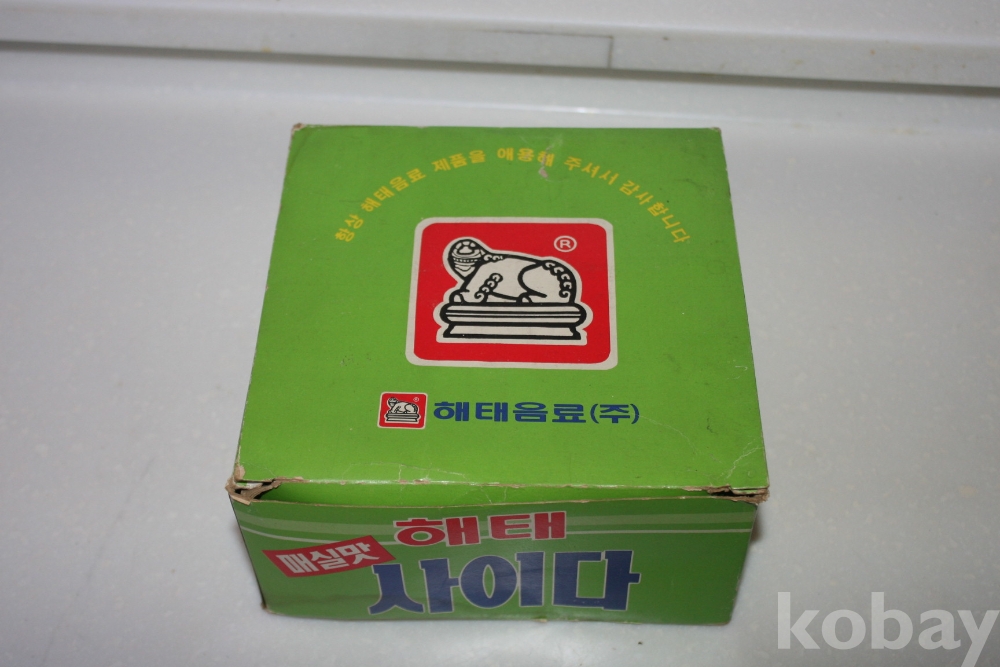 항상 해태음료 제품을 애용해 주셔서 감사합니다
®
해태음료(주)
해태
매실맛
사이다
kobay